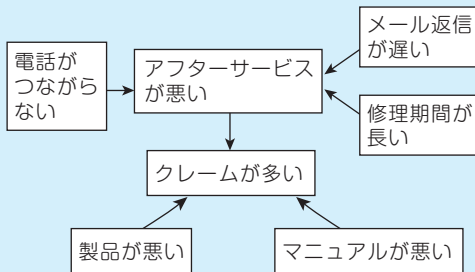 メール返信
が遅い
電話が
つながら
ない
アフターサービス
が悪い
修理期間が
長い
クレームが多い
製品が悪い
マニュアルが悪い